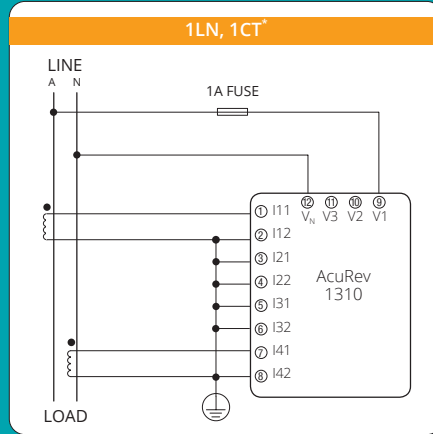 1LN, 1CT*
LINE
A N
1A FUSE
⑫ ⑪ ⑩ ⑨
VN V3 V2 V1
① I11
② I12
③ I21
④ I22
⑤ I31
⑥ I32
⑦ I41
⑧ I42
AcuRev
1310
LOAD